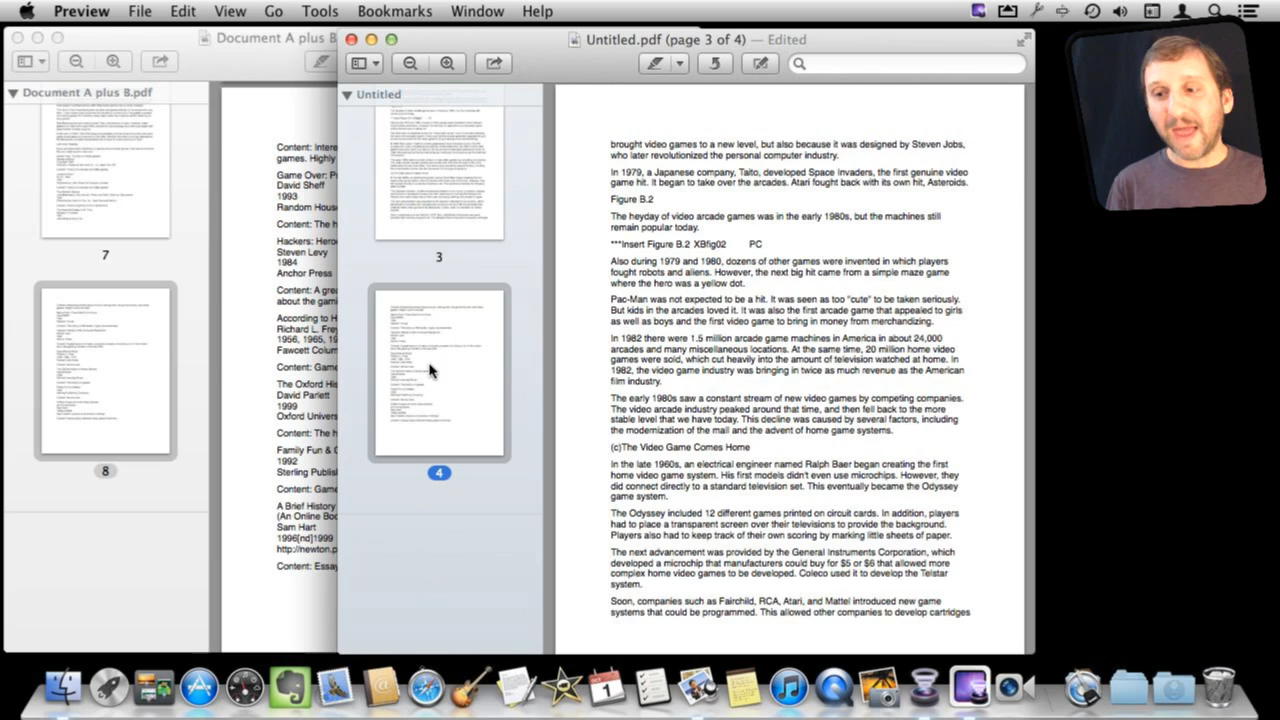 Preview File Edit View Go Tools Bookmarks Window Help
Document A plus B
Untitled.pdf (page 3 of 4) — Edited
Document A plus B.pdf
Untitled
7
8
3
4
Content: Intere
games. Highly
Game Over: P
David Sheff
1993
Random Hous
Content: The h
Hackers: Heroe
Steven Levy
1984
Anchor Press
Content: A grea
about the gami
According to H
Richard L. Frey
1956, 1965, 1
Fawcett Colum
Content: Game
The Oxford His
David Parlett
1999
Oxford Univers
Content: The h
Family Fun & G
1992
Sterling Publish
Content: Game
A Brief History
(An Online Boo
Sam Hart
1996[nd]1999
http://newton.p
Content: Essay
brought video games to a new level, but also because it was designed by Steven Jobs,
who later revolutionized the personal computer industry.
In 1979, a Japanese company, Taito, developed Space Invaders, the first genuine video
game hit. It began to take over the arcades. Atari fought back with its own hit, Asteroids.
Figure B.2
The heyday of video arcade games was in the early 1980s, but the machines still
remain popular today.
***Insert Figure B.2 XBfig02 PC
Also during 1979 and 1980, dozens of other games were invented in which players
fought robots and aliens. However, the next big hit came from a simple maze game
where the hero was a yellow dot.
Pac-Man was not expected to be a hit. It was seen as too "cute" to be taken seriously.
But kids in the arcades loved it. It was also the first arcade game that appealed to girls
as well as boys and the first video game to bring in money from merchandizing.
In 1982 there were 1.5 million arcade game machines in America in about 24,000
arcades and many miscellaneous locations. At the same time, 20 million home video
games were sold, which cut heavily into the amount of television watched at home. In
1982, the video game industry was bringing in twice as much revenue as the American
film industry.
The early 1980s saw a constant stream of new video games by competing companies.
The video arcade industry peaked around that time, and then fell back to the more
stable level that we have today. This decline was caused by several factors, including
the modernization of the mall and the advent of home game systems.
(c)The Video Game Comes Home
In the late 1960s, an electrical engineer named Ralph Baer began creating the first
home video game system. His first models didn't even use microchips. However, they
did connect directly to a standard television set. This eventually became the Odyssey
game system.
The Odyssey included 12 different games printed on circuit cards. In addition, players
had to place a transparent screen over their televisions to provide the background.
Players also had to keep track of their own scoring by marking little sheets of paper.
The next advancement was provided by the General Instruments Corporation, which
developed a microchip that manufacturers could buy for $5 or $6 that allowed more
complex home video games to be developed. Coleco used it to develop the Telstar
system.
Soon, companies such as Fairchild, RCA, Atari, and Mattel introduced new game
systems that could be programmed. This allowed other companies to develop cartridges
1